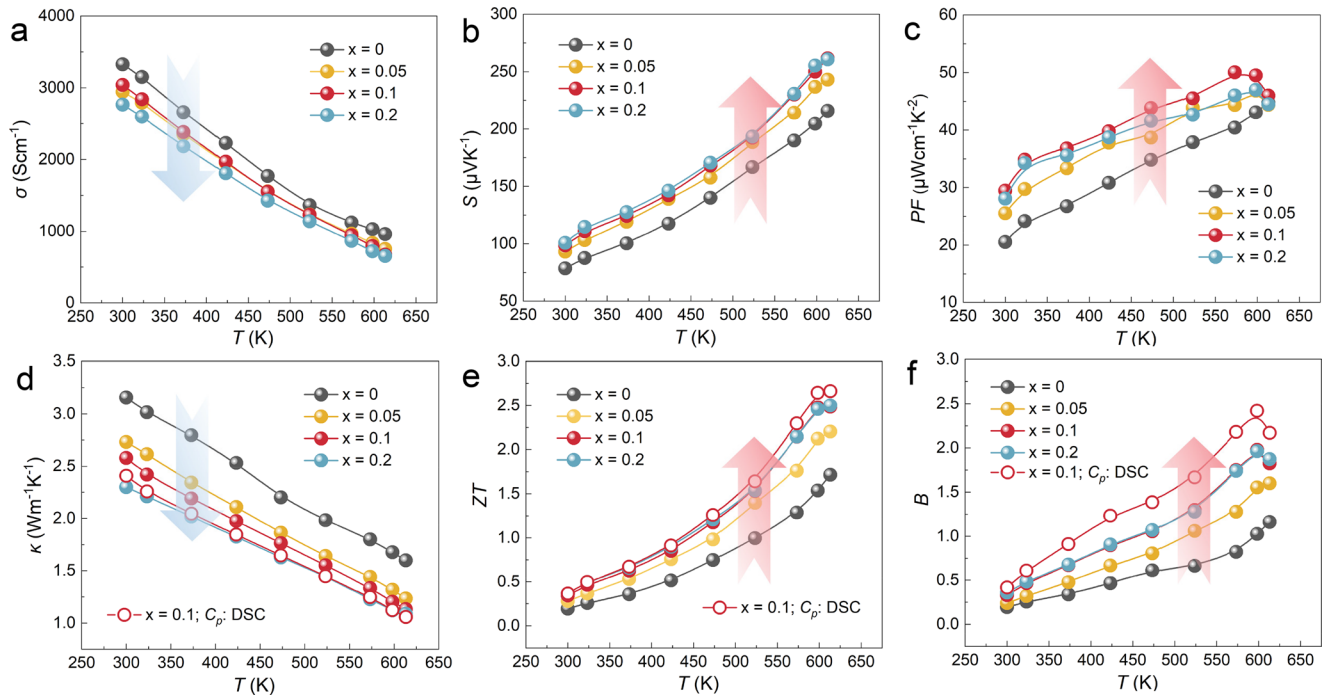 a
4000
3000
2000
1000
0
σ (Scm⁻¹)
x = 0
x = 0.05
x = 0.1
x = 0.2
300 350 400 450 500 550 600 650
T (K)
b
300
250
200
150
100
50
S (μVK⁻¹)
x = 0
x = 0.05
x = 0.1
x = 0.2
300 350 400 450 500 550 600 650
T (K)
c
60
50
40
30
20
10
PF (μWcm⁻¹K⁻²)
x = 0
x = 0.05
x = 0.1
x = 0.2
300 350 400 450 500 550 600 650
T (K)
d
3.5
3.0
2.5
2.0
1.5
1.0
κ (Wm⁻¹K⁻¹)
x = 0
x = 0.05
x = 0.1
x = 0.2
x = 0.1; Cp: DSC
300 350 400 450 500 550 600 650
T (K)
e
3.0
2.5
2.0
1.5
1.0
0.5
0.0
ZT
x = 0
x = 0.05
x = 0.1
x = 0.2
x = 0.1; Cp: DSC
300 350 400 450 500 550 600 650
T (K)
f
3.0
2.5
2.0
1.5
1.0
0.5
0.0
B
x = 0
x = 0.05
x = 0.1
x = 0.2
x = 0.1; Cp: DSC
300 350 400 450 500 550 600 650
T (K)